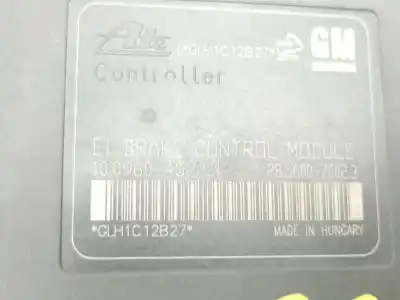 Ate *GLH1C12B27* GM
Controller
EL BRAKE CONTROL MODULE
*GLH1C12B27* MADE IN HUNGARY